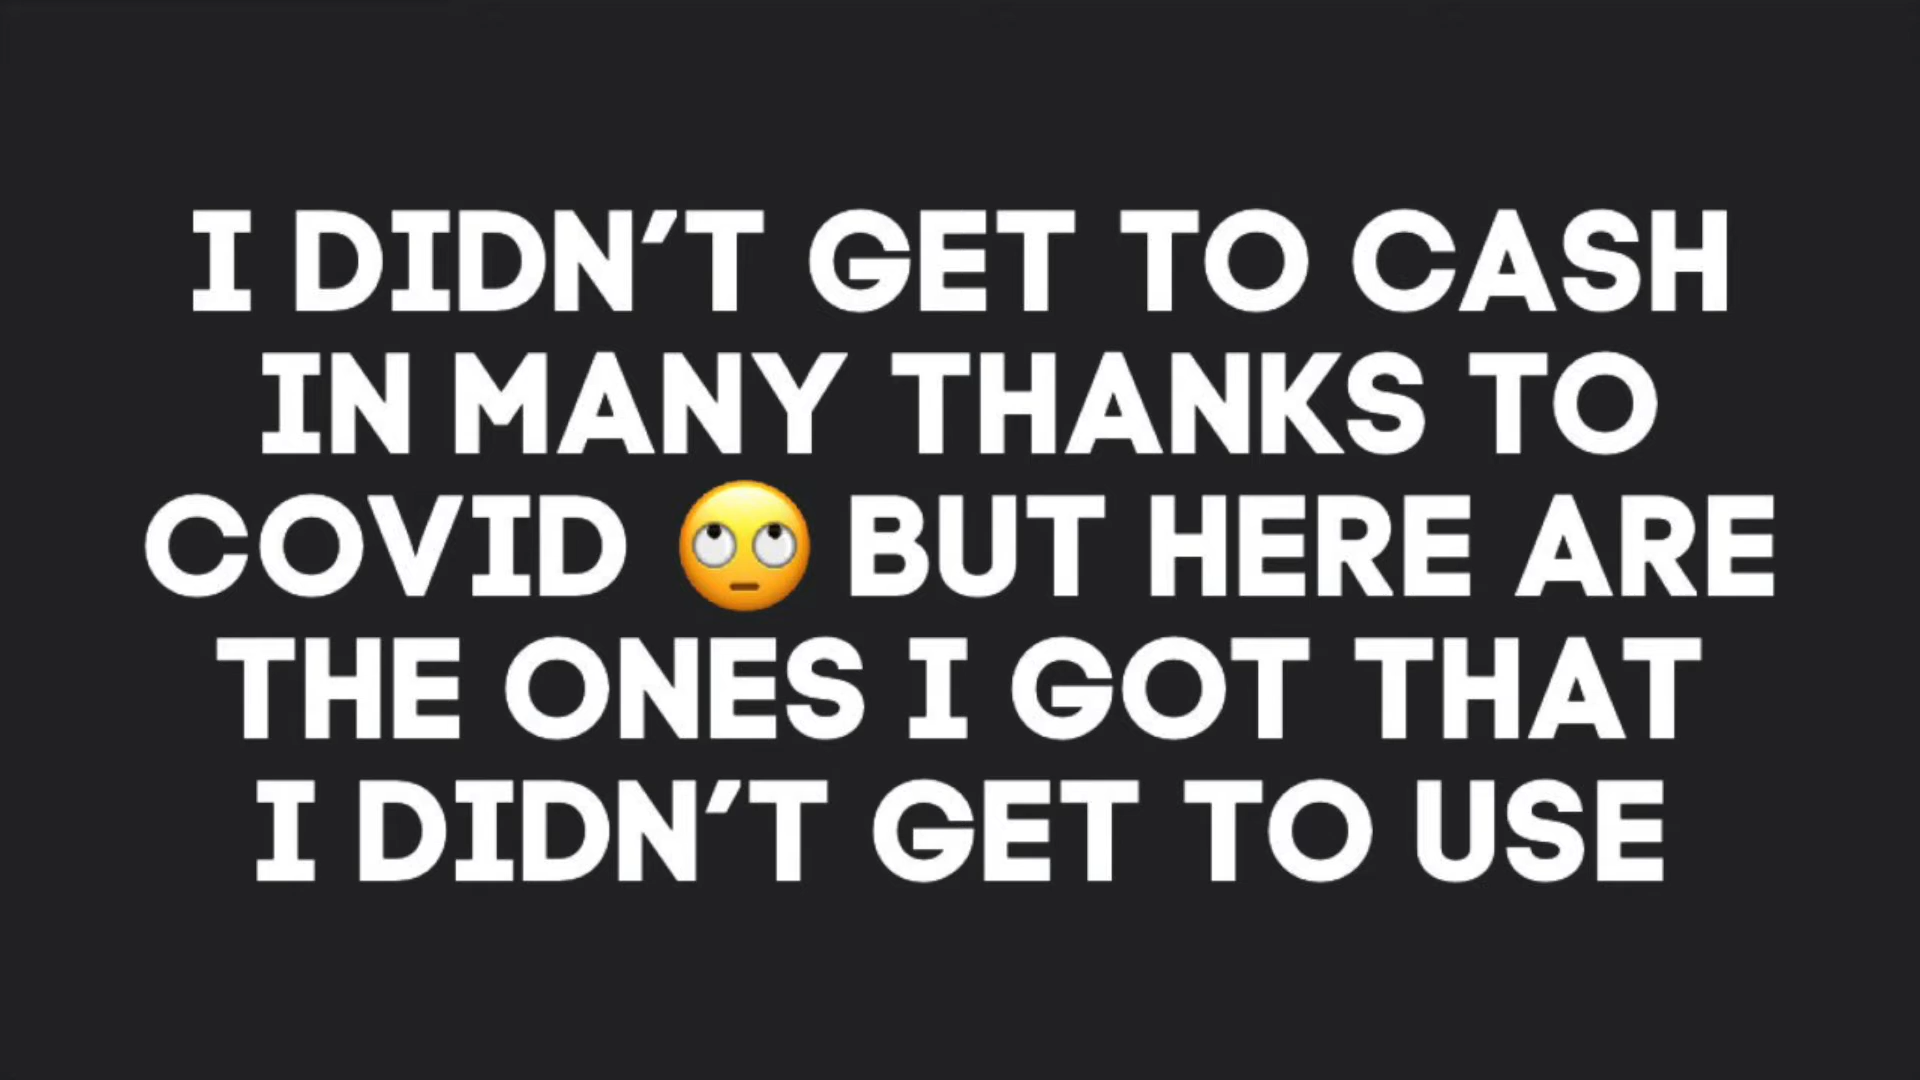 I DIDN'T GET TO CASH
IN MANY THANKS TO
COVID 🙄 BUT HERE ARE
THE ONES I GOT THAT
I DIDN'T GET TO USE